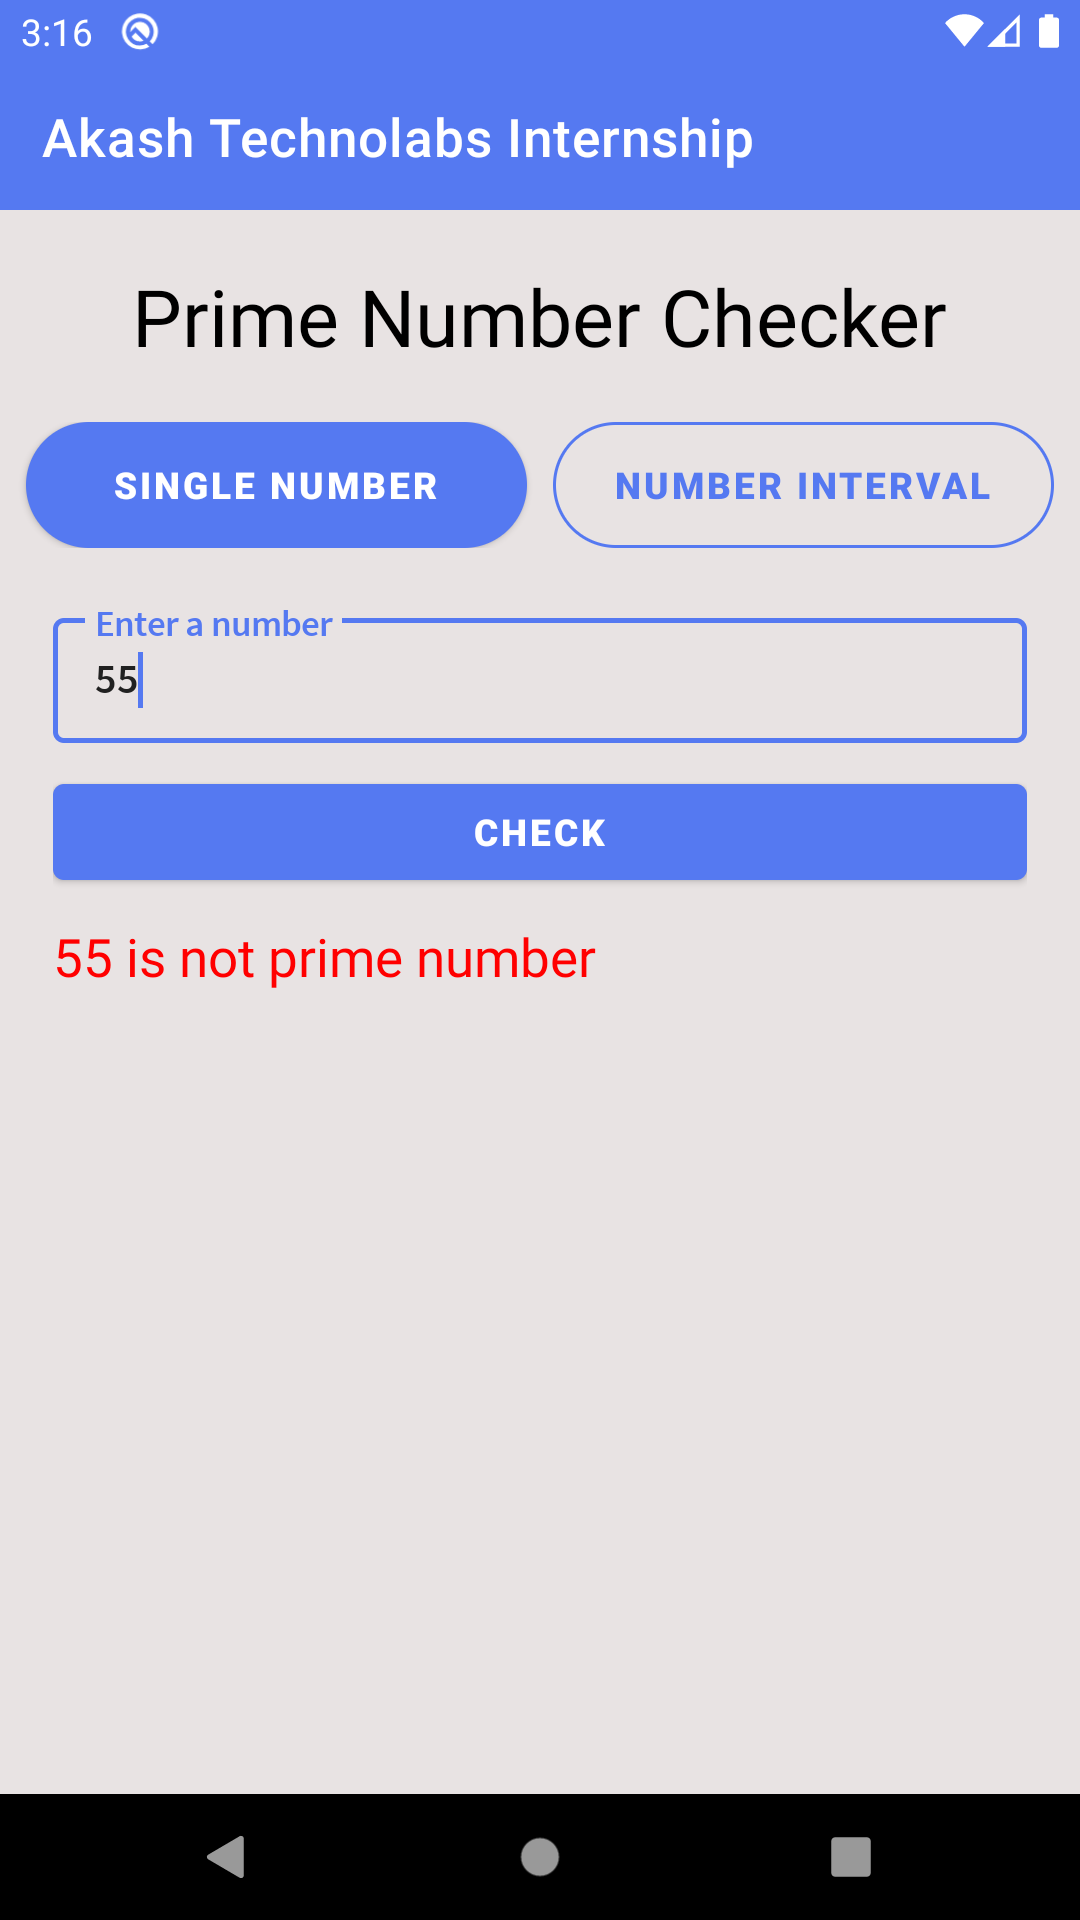 3:16
Akash Technolabs Internship
Prime Number Checker
SINGLE NUMBER
NUMBER INTERVAL
Enter a number
55
CHECK
55 is not prime number